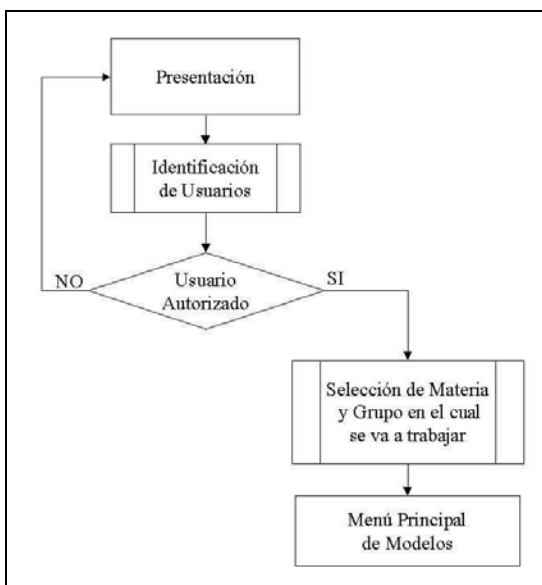 Presentación
Identificación
de Usuarios
NO
Usuario
Autorizado
SI
Selección de Materia
y Grupo en el cual
se va a trabajar
Menú Principal
de Modelos